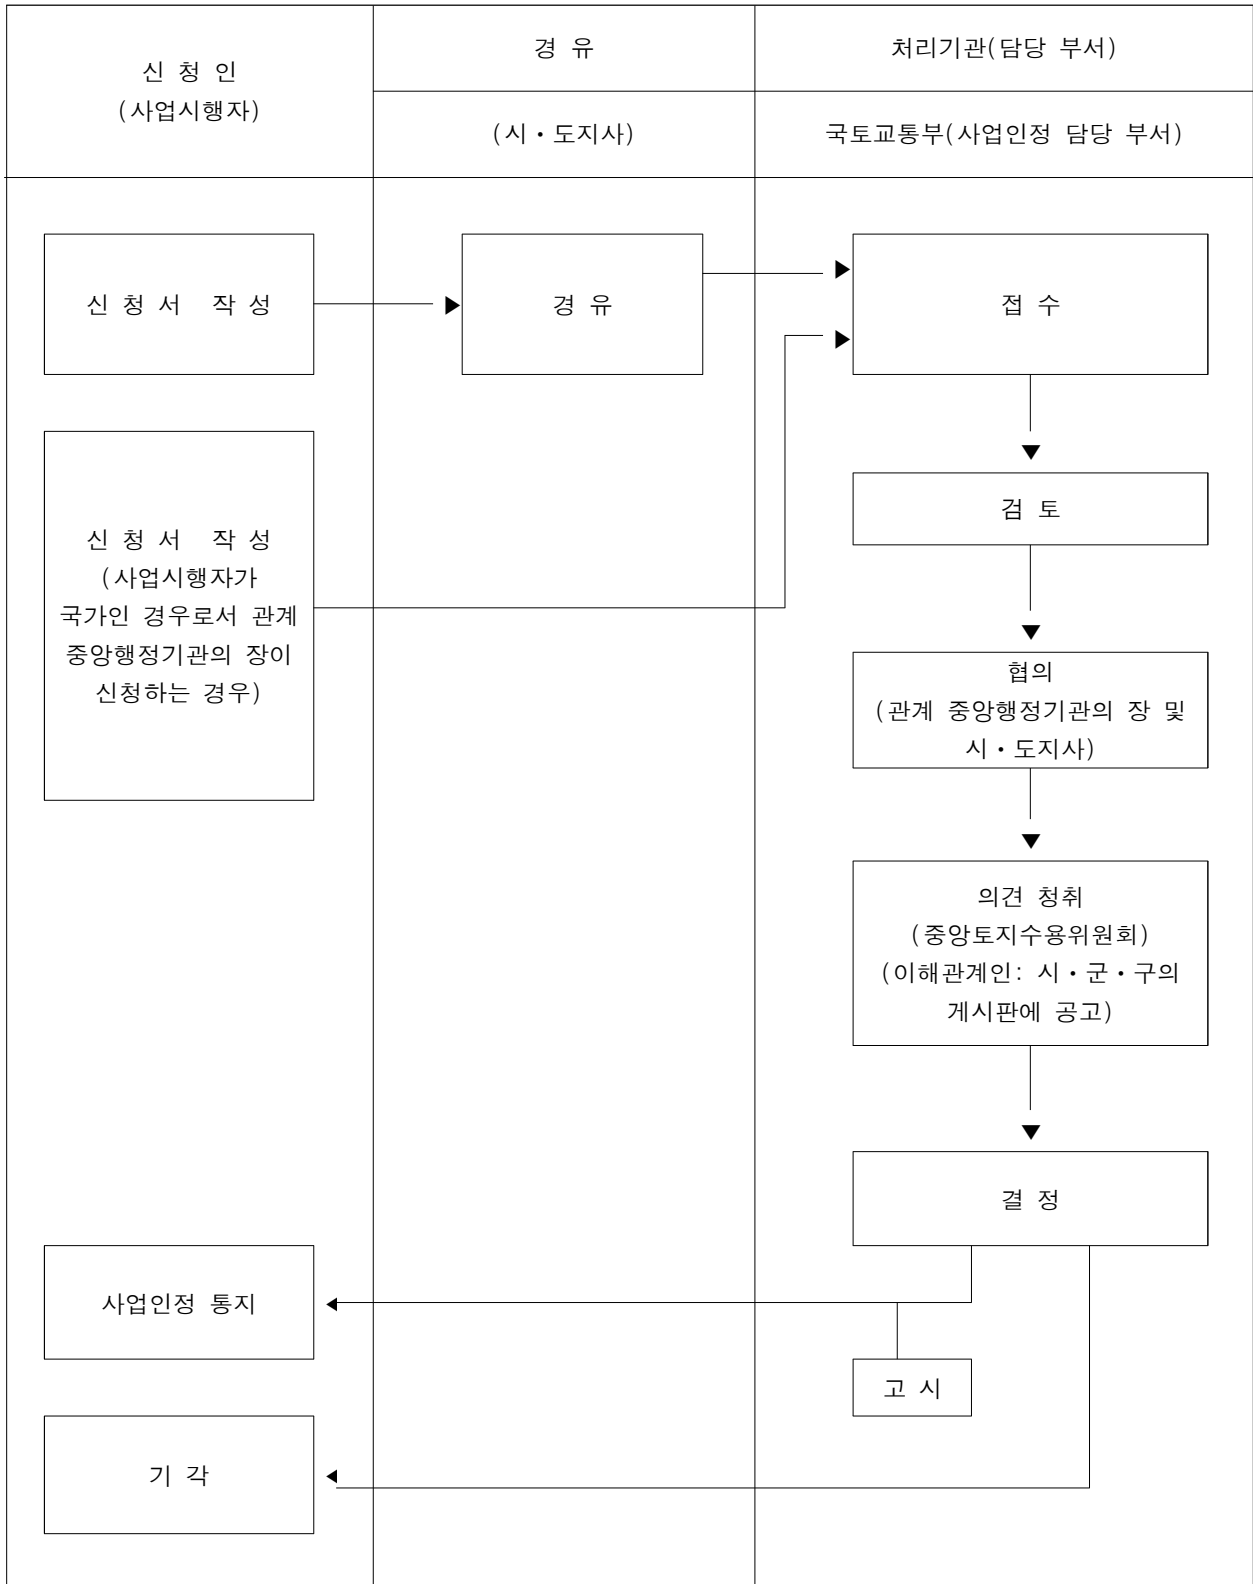 신 청 인
(사업시행자)
경 유
처리기관(담당 부서)
(시・도지사)
국토교통부(사업인정 담당 부서)
신 청 서 작 성
경 유
접 수
신 청 서 작 성
(사업시행자가
국가인 경우로서 관계
중앙행정기관의 장이
신청하는 경우)
검 토
협의
(관계 중앙행정기관의 장 및
시・도지사)
의견 청취
(중앙토지수용위원회)
(이해관계인: 시・군・구의
게시판에 공고)
결 정
사업인정 통지
고 시
기 각